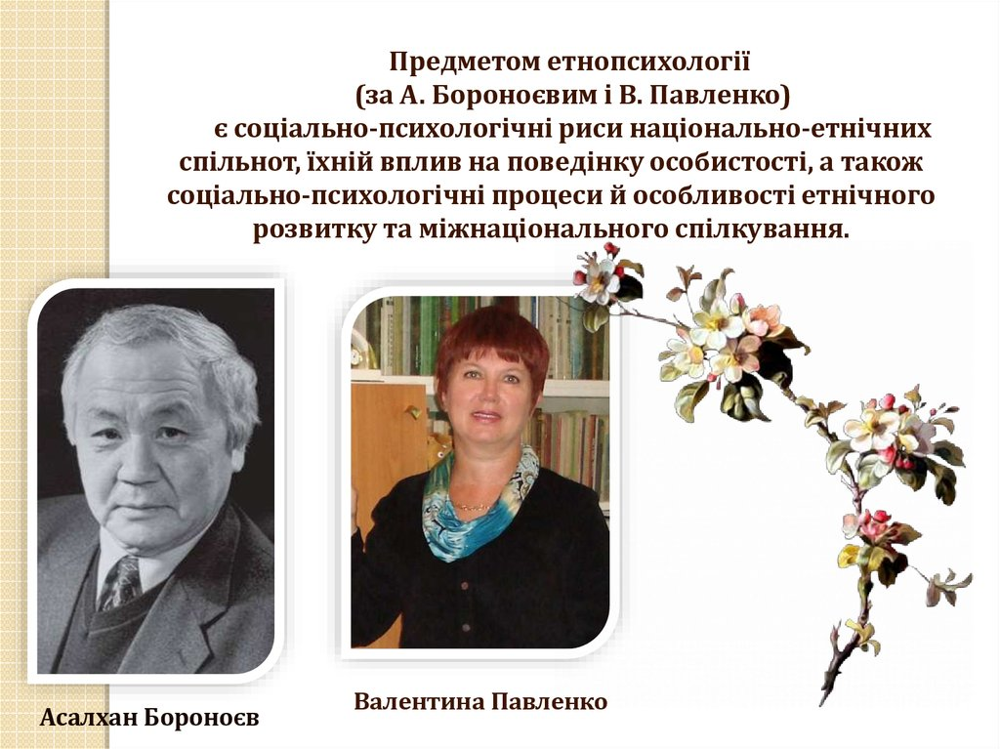 Предметом етнопсихології
(за А. Бороноєвим і В. Павленко)
є соціально-психологічні риси національно-етнічних
спільнот, їхній вплив на поведінку особистості, а також
соціально-психологічні процеси й особливості етнічного
розвитку та міжнаціонального спілкування.
Валентина Павленко
Асалхан Бороноєв